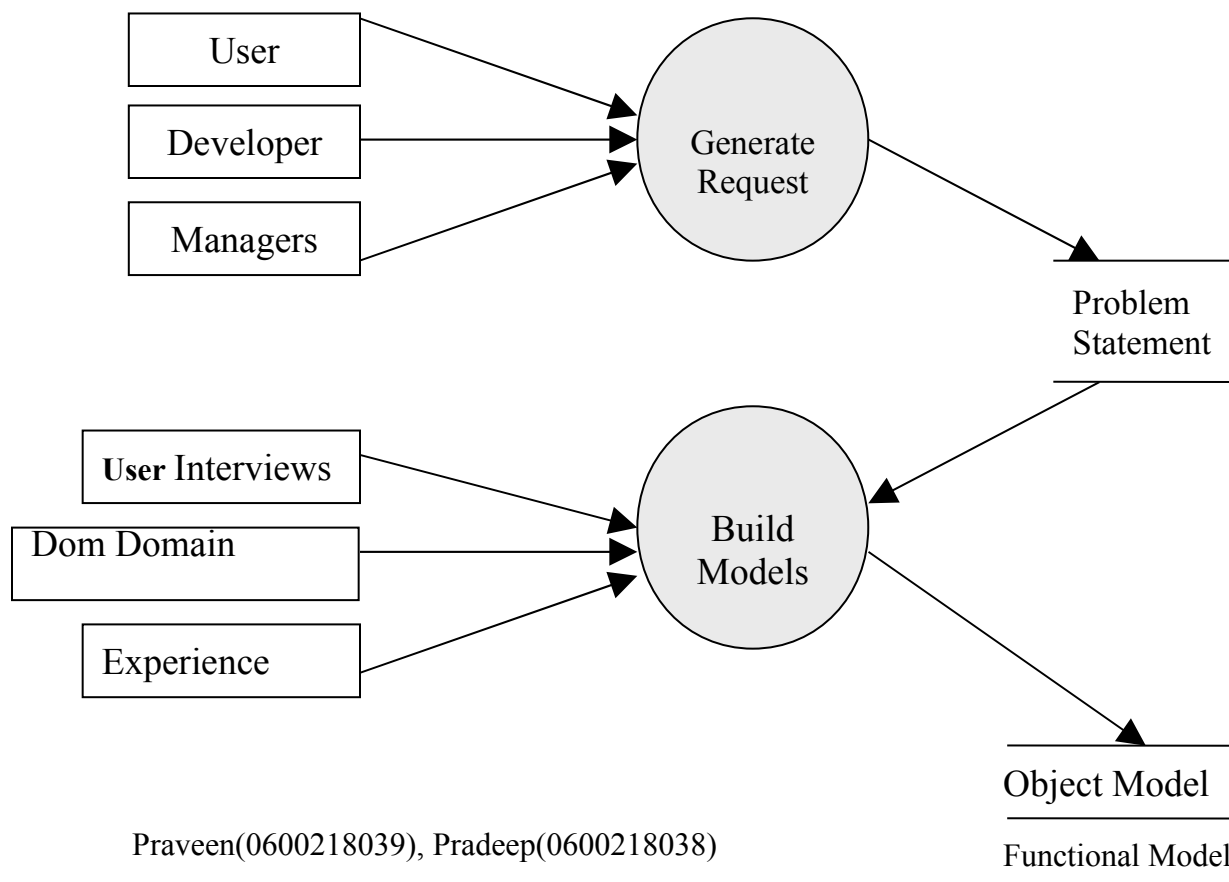 User
Developer
Managers
Generate
Request
Problem
Statement
User Interviews
Dom Domain
Experience
Build
Models
Object Model
Praveen(0600218039), Pradeep(0600218038)
Functional Model